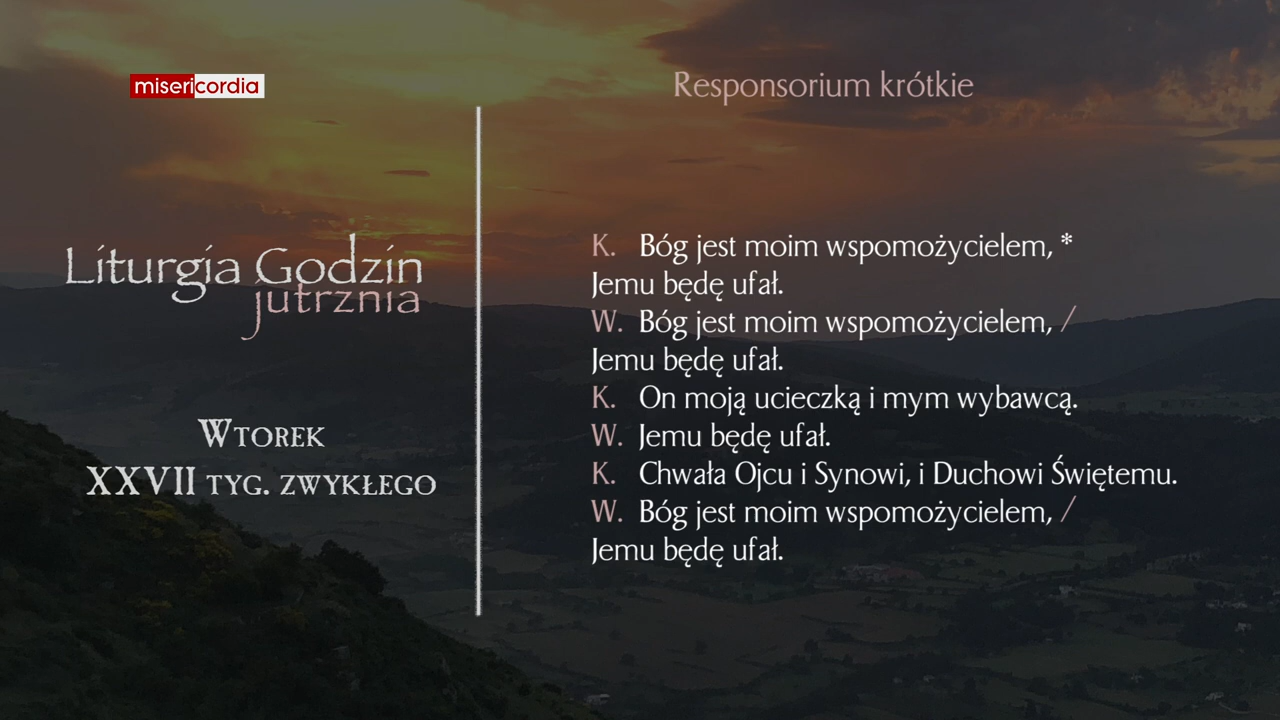 misericordia
Liturgia Godzin
jutrznia
Wtorek
XXVII tyg. zwykłego
Responsorium krótkie
K. Bóg jest moim wspomożycielem, *
Jemu będę ufał.
W. Bóg jest moim wspomożycielem, /
Jemu będę ufał.
K. On moją ucieczką i mym wybawcą.
W. Jemu będę ufał.
K. Chwała Ojcu i Synowi, i Duchowi Świętemu.
W. Bóg jest moim wspomożycielem, /
Jemu będę ufał.